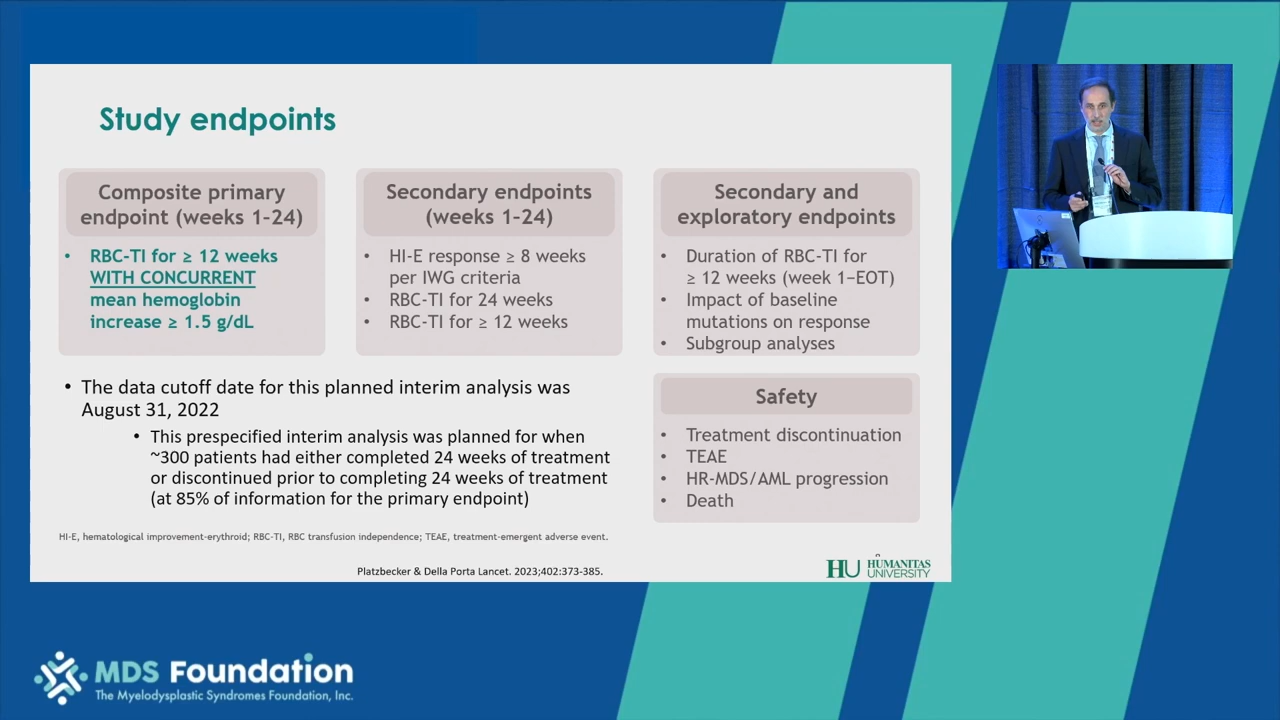 Study endpoints
Composite primary
endpoint (weeks 1–24)
• RBC-TI for ≥ 12 weeks
WITH CONCURRENT
mean hemoglobin
increase ≥ 1.5 g/dL
Secondary endpoints
(weeks 1–24)
• HI-E response ≥ 8 weeks
per IWG criteria
• RBC-TI for 24 weeks
• RBC-TI for ≥ 12 weeks
Secondary and
exploratory endpoints
• Duration of RBC-TI for
≥ 12 weeks (week 1–EOT)
• Impact of baseline
mutations on response
• Subgroup analyses
• The data cutoff date for this planned interim analysis was
August 31, 2022
• This prespecified interim analysis was planned for when
~300 patients had either completed 24 weeks of treatment
or discontinued prior to completing 24 weeks of treatment
(at 85% of information for the primary endpoint)
Safety
• Treatment discontinuation
• TEAE
• HR-MDS/AML progression
• Death
HI-E, hematological improvement-erythroid; RBC-TI, RBC transfusion independence; TEAE, treatment-emergent adverse event.
Platzbecker & Della Porta Lancet. 2023;402:373-385.
HU
HUMANITAS
UNIVERSITY
MDS Foundation
The Myelodysplastic Syndromes Foundation, Inc.